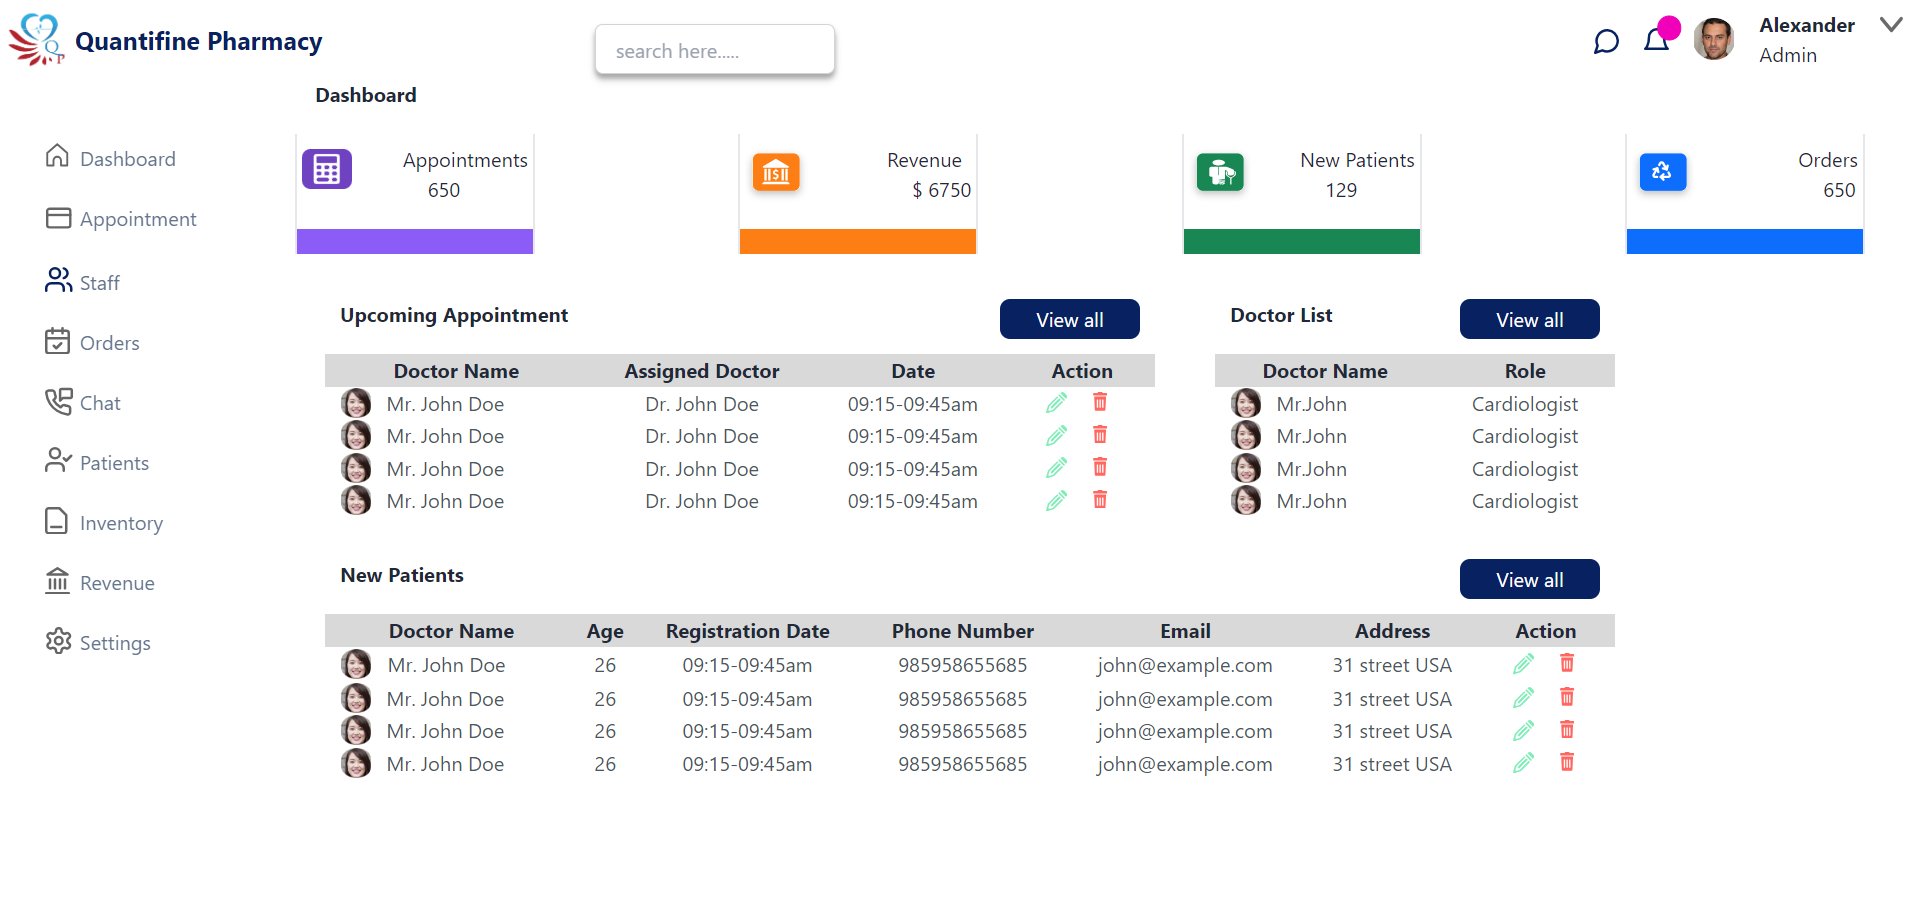 Quantifine Pharmacy
search here.....
Alexander
Admin
Dashboard
Dashboard
Appointment
Staff
Orders
Chat
Patients
Inventory
Revenue
Settings
Appointments
650
Revenue
$ 6750
New Patients
129
Orders
650
Upcoming Appointment View all
Doctor Name Assigned Doctor Date Action
Mr. John Doe Dr. John Doe 09:15-09:45am
Mr. John Doe Dr. John Doe 09:15-09:45am
Mr. John Doe Dr. John Doe 09:15-09:45am
Mr. John Doe Dr. John Doe 09:15-09:45am
Doctor List View all
Doctor Name Role
Mr.John Cardiologist
Mr.John Cardiologist
Mr.John Cardiologist
Mr.John Cardiologist
New Patients View all
Doctor Name Age Registration Date Phone Number Email Address Action
Mr. John Doe 26 09:15-09:45am 985958655685 john@example.com 31 street USA
Mr. John Doe 26 09:15-09:45am 985958655685 john@example.com 31 street USA
Mr. John Doe 26 09:15-09:45am 985958655685 john@example.com 31 street USA
Mr. John Doe 26 09:15-09:45am 985958655685 john@example.com 31 street USA